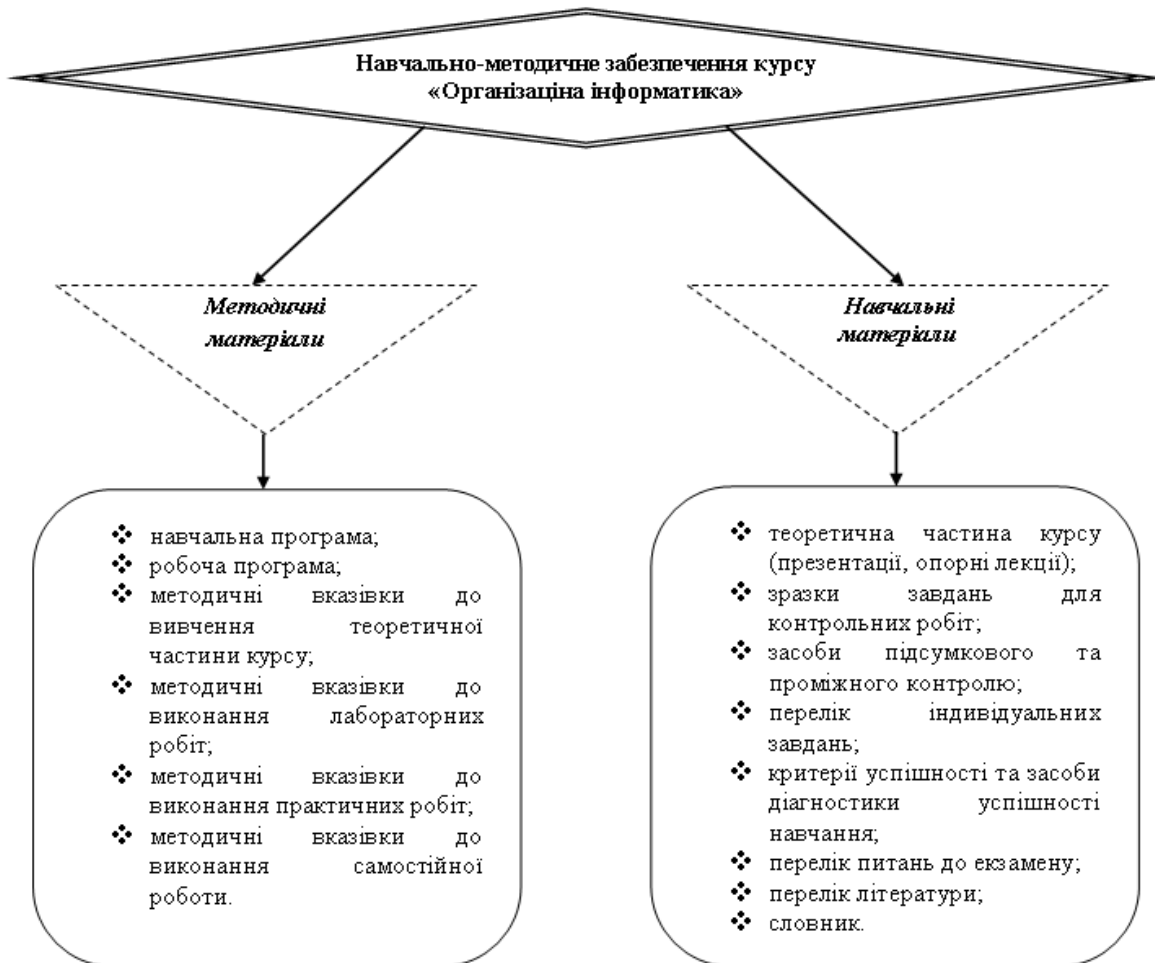 Навчально-методичне забезпечення курсу
«Організаціна інформатика»
Методичні
матеріали
Навчальні
матеріали
❖ навчальна програма;
❖ робоча програма;
❖ методичні вказівки до
вивчення теоретичної
частини курсу;
❖ методичні вказівки до
виконання лабораторних
робіт;
❖ методичні вказівки до
виконання практичних робіт;
❖ методичні вказівки до
виконання самостійної
роботи.
❖ теоретична частина курсу
(презентації, опорні лекції);
❖ зразки завдань для
контрольних робіт;
❖ засоби підсумкового та
проміжного контролю;
❖ перелік індивідуальних
завдань;
❖ критерії успішності та засоби
діагностики успішності
навчання;
❖ перелік питань до екзамену;
❖ перелік літератури;
❖ словник.